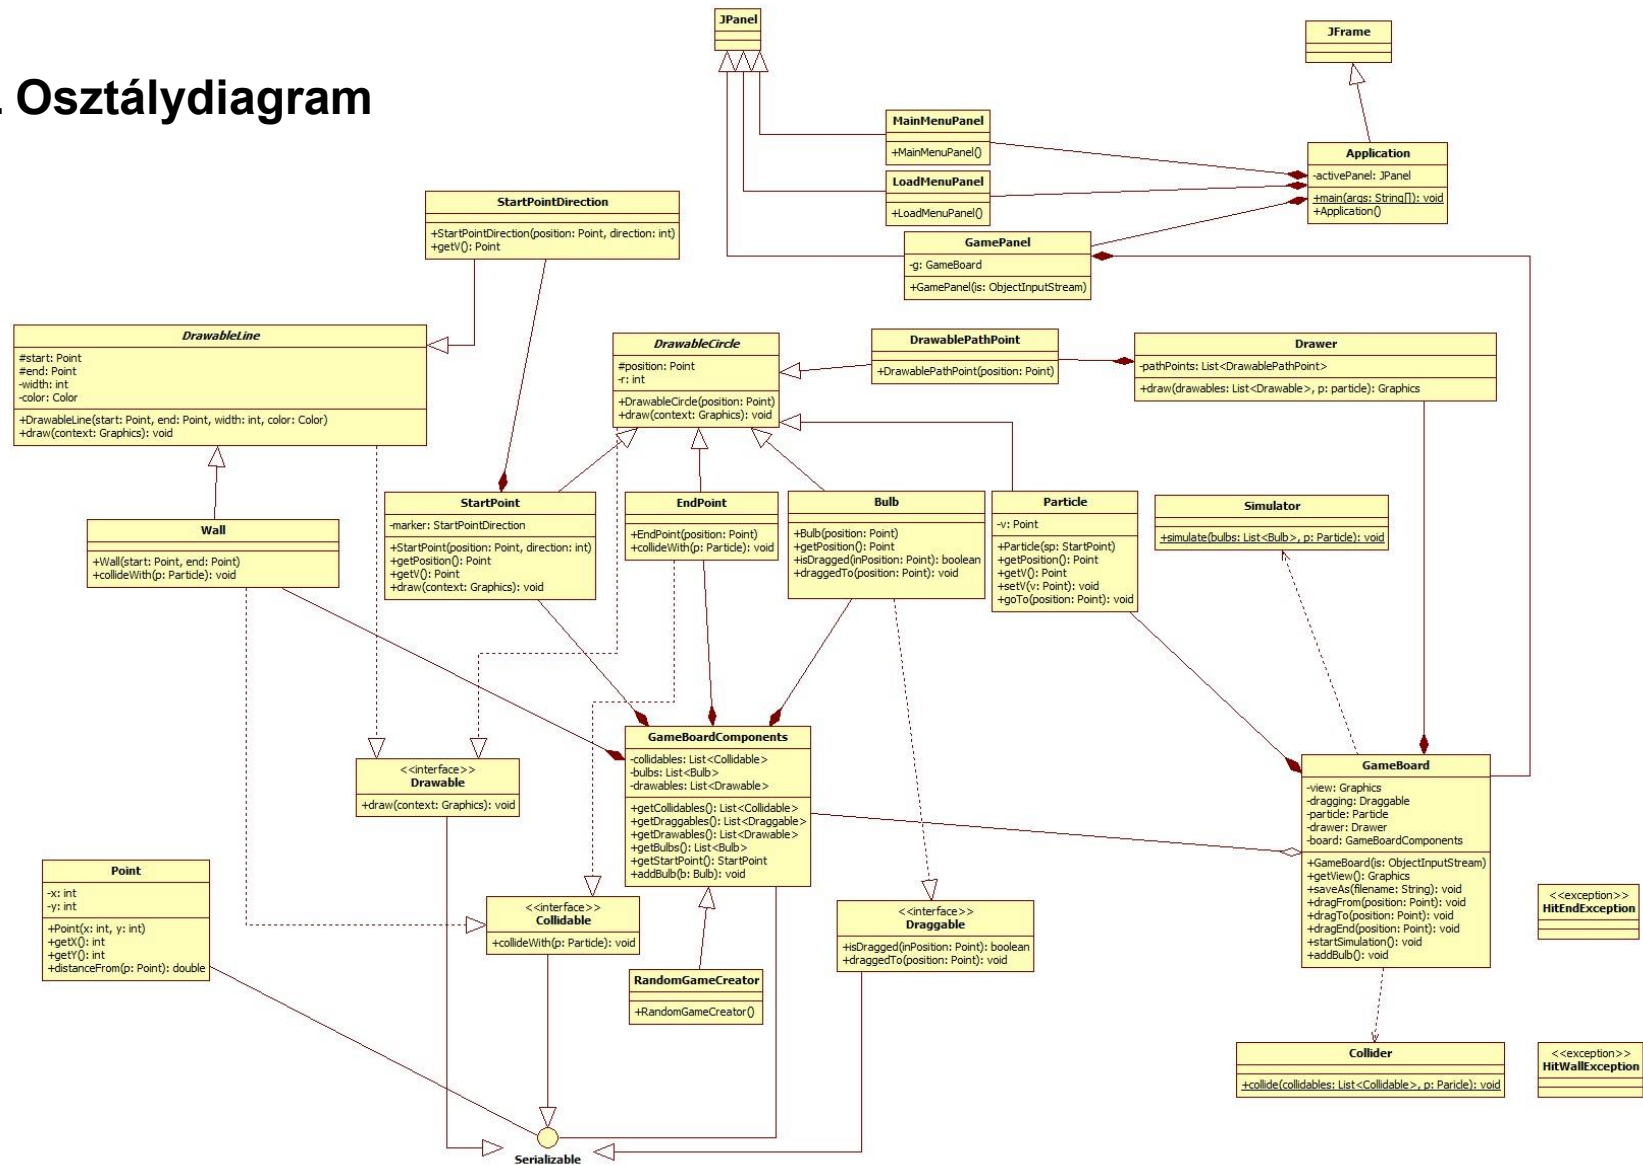 . Osztálydiagram
JPanel
JFrame
MainMenuPanel
+MainMenuPanel()
LoadMenuPanel
+LoadMenuPanel()
Application
-activePanel: JPanel
+main(args: String[]): void
+Application()
GamePanel
-g: GameBoard
+GamePanel(is: ObjectInputStream)
StartPointDirection
+StartPointDirection(position: Point, direction: int)
+getV(): Point
DrawableLine
#start: Point
#end: Point
-width: int
-color: Color
+DrawableLine(start: Point, end: Point, width: int, color: Color)
+draw(context: Graphics): void
DrawableCircle
#position: Point
-r: int
+DrawableCircle(position: Point)
+draw(context: Graphics): void
DrawablePathPoint
+DrawablePathPoint(position: Point)
Drawer
-pathPoints: List<DrawablePathPoint>
+draw(drawables: List<Drawable>, p: particle): Graphics
Wall
+Wall(start: Point, end: Point)
+collideWith(p: Particle): void
StartPoint
-marker: StartPointDirection
+StartPoint(position: Point, direction: int)
+getPosition(): Point
+getV(): Point
+draw(context: Graphics): void
EndPoint
+EndPoint(position: Point)
+collideWith(p: Particle): void
Bulb
+Bulb(position: Point)
+getPosition(): Point
+isDragged(inPosition: Point): boolean
+draggedTo(position: Point): void
Particle
-v: Point
+Particle(sp: StartPoint)
+getPosition(): Point
+getV(): Point
+setV(v: Point): void
+goTo(position: Point): void
Simulator
+simulate(bulbs: List<Bulb>, p: Particle): void
<<interface>>
Drawable
+draw(context: Graphics): void
GameBoardComponents
-collidables: List<Collidable>
-bulbs: List<Bulb>
-drawables: List<Drawable>
+getCollidables(): List<Collidable>
+getDraggables(): List<Draggable>
+getDrawables(): List<Drawable>
+getBulbs(): List<Bulb>
+getStartPoint(): StartPoint
+addBulb(b: Bulb): void
GameBoard
-view: Graphics
-dragging: Draggable
-particle: Particle
-drawer: Drawer
-board: GameBoardComponents
+GameBoard(is: ObjectInputStream)
+getView(): Graphics
+saveAs(filename: String): void
+dragFrom(position: Point): void
+dragTo(position: Point): void
+dragEnd(position: Point): void
+startSimulation(): void
+addBulb(): void
Point
-x: int
-y: int
+Point(x: int, y: int)
+getX(): int
+getY(): int
+distanceFrom(p: Point): double
<<interface>>
Collidable
+collideWith(p: Particle): void
<<interface>>
Draggable
+isDragged(inPosition: Point): boolean
+draggedTo(position: Point): void
<<exception>>
HitEndException
RandomGameCreator
+RandomGameCreator()
Collider
+collide(collidables: List<Collidable>, p: Paricle): void
<<exception>>
HitWallException
Serializable